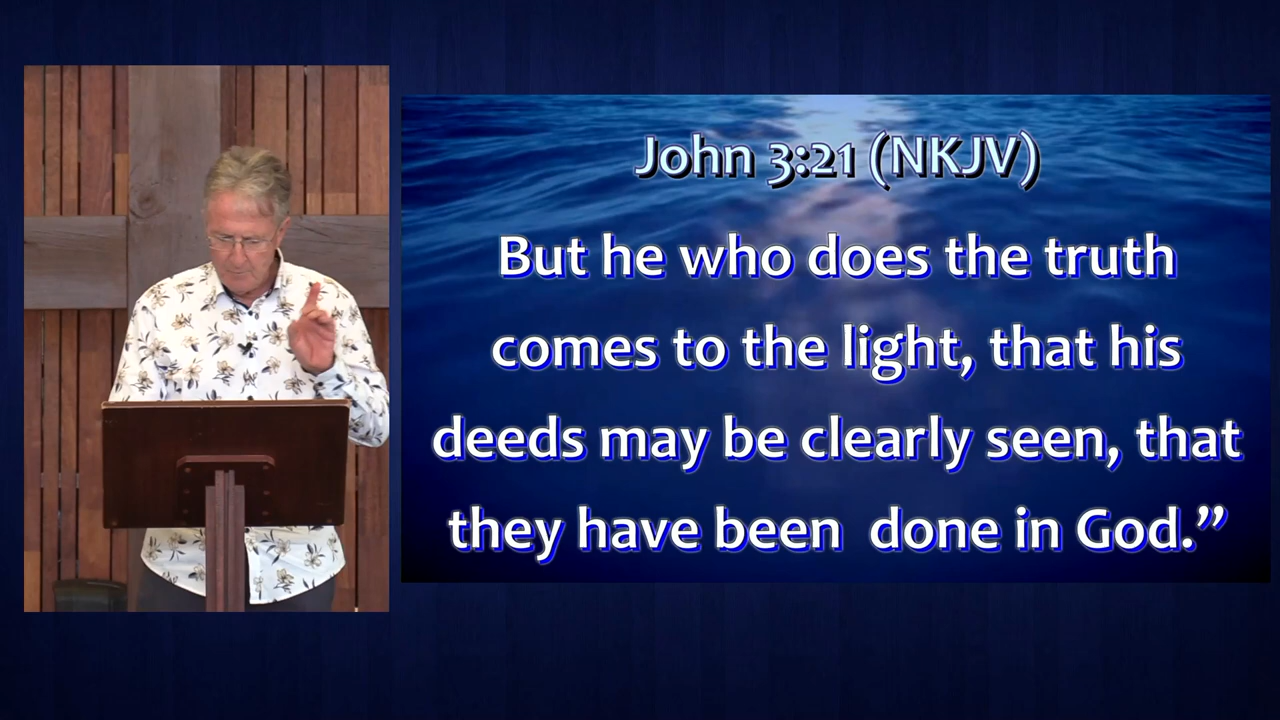 John 3:21 (NKJV)
But he who does the truth
comes to the light, that his
deeds may be clearly seen, that
they have been  done in God.”